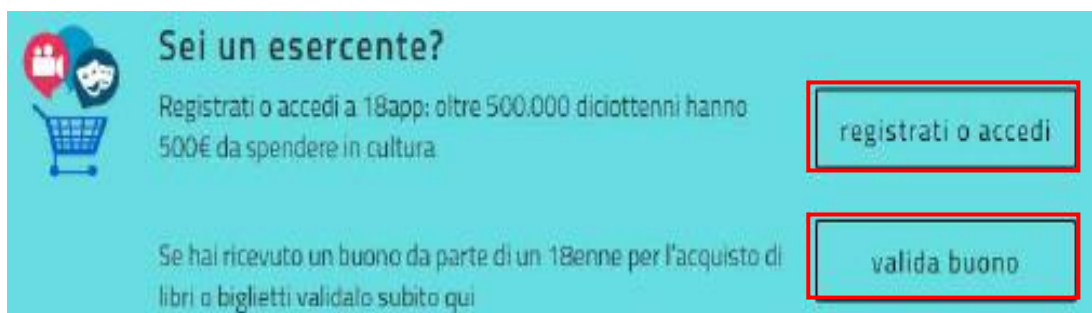 Sei un esercente?
Registrati o accedi a 18app: oltre 500.000 diciottenni hanno
500€ da spendere in cultura
registrati o accedi
Se hai ricevuto un buono da parte di un 18enne per l'acquisto di
libri o biglietti validalo subito qui
valida buono